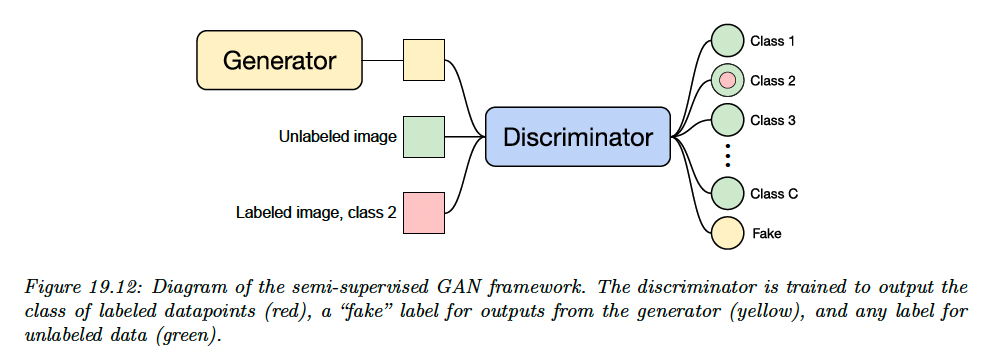 Generator
Class 1
Class 2
Unlabeled image
Discriminator
Class 3
Class C
Labeled image, class 2
Fake
Figure 19.12: Diagram of the semi-supervised GAN framework. The discriminator is trained to output the
class of labeled datapoints (red), a “fake” label for outputs from the generator (yellow), and any label for
unlabeled data (green).